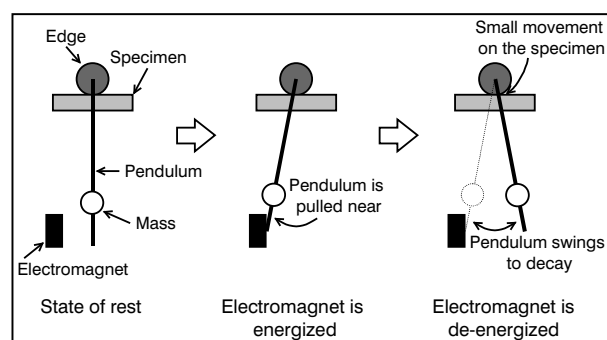 Edge
Specimen
Pendulum
Mass
Electromagnet
State of rest
Pendulum is
pulled near
Electromagnet is
energized
Small movement
on the specimen
Pendulum swings
to decay
Electromagnet is
de-energized